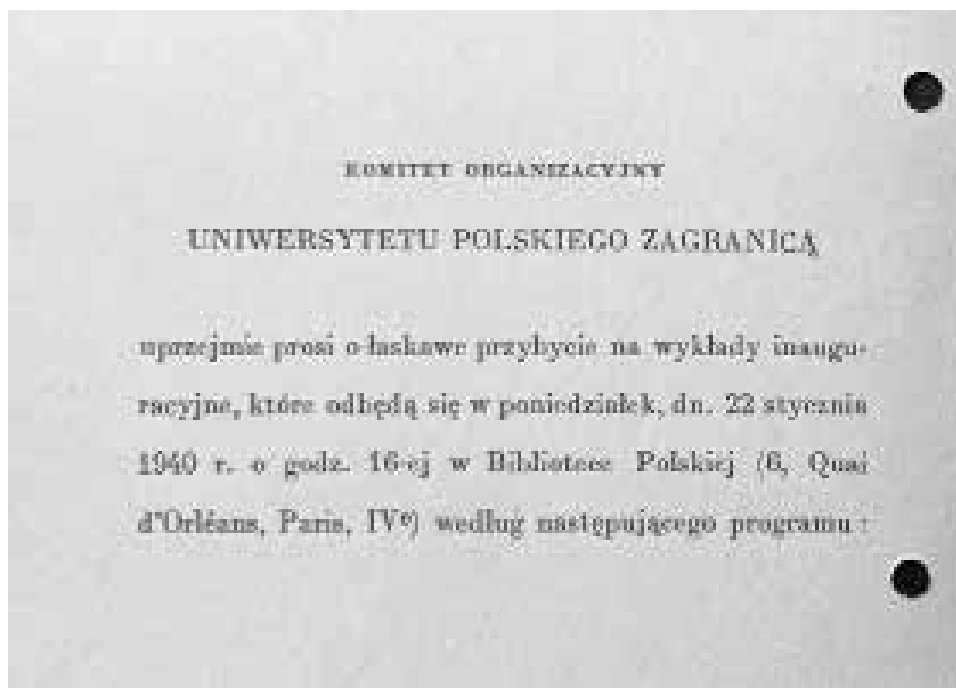 KOMITET ORGANIZACYJNY
UNIWERSYTETU POLSKIEGO ZAGRANICĄ
uprzejmie prosi o łaskawe przybycie na wykłady inaugu-
racyjne, które odbędą się w poniedziałek, dn. 22 stycznia
1940 r. o godz. 16-ej w Bibliotece Polskiej (6, Quai
d'Orléans, Paris, IVe) według następującego programu :